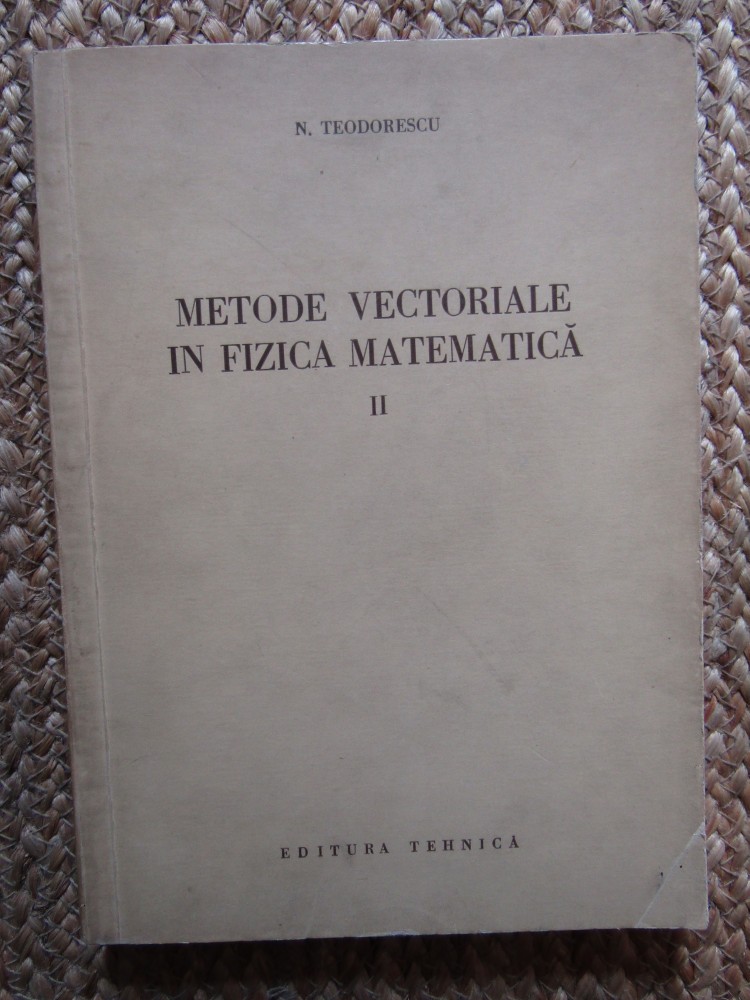 N. TEODORESCU
METODE VECTORIALE
IN FIZICA MATEMATICĂ
II
EDITURA TEHNICĂ